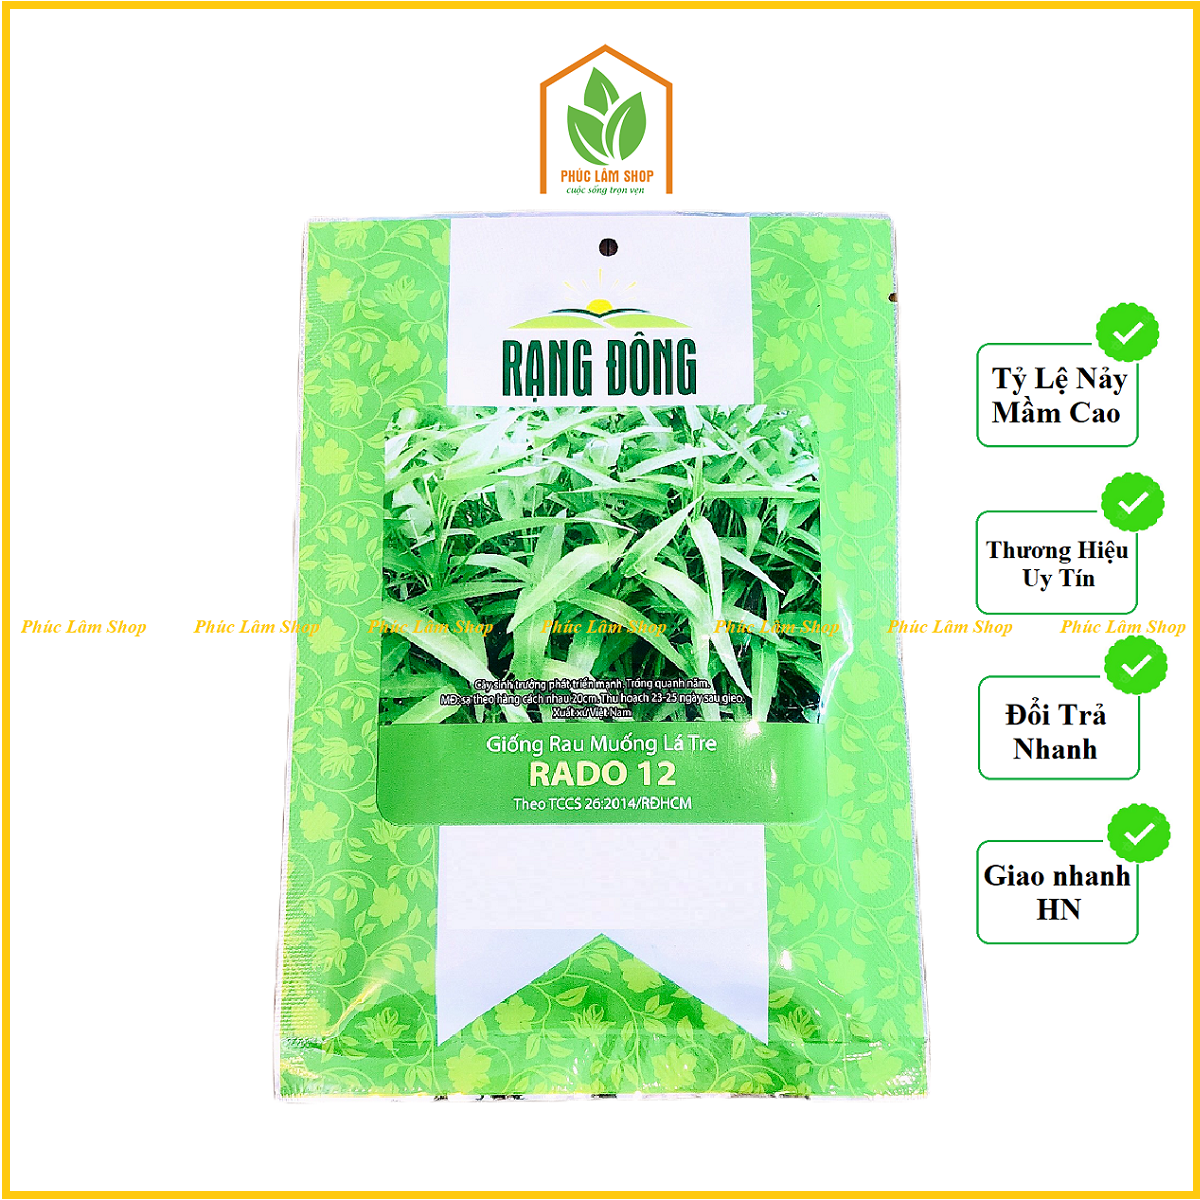 PHÚC LÂM SHOP
cuộc sống trọn vẹn
RẠNG ĐÔNG
Cây sinh trưởng phát triển mạnh. Trồng quanh năm.
MĐ: sạ theo hàng cách nhau 20cm. Thu hoạch 23-25 ngày sau gieo.
Xuất xứ Việt Nam
Giống Rau Muống Lá Tre
RADO 12
Theo TCCS 26:2014/RĐHCM
Tỷ Lệ Nảy
Mầm Cao
Thương Hiệu
Uy Tín
Phúc Lâm Shop Phúc Lâm Shop Phúc Lâm Shop Phúc Lâm Shop Phúc Lâm Shop Phúc Lâm Shop Phúc Lâm Shop
Đổi Trả
Nhanh
Giao nhanh
HN